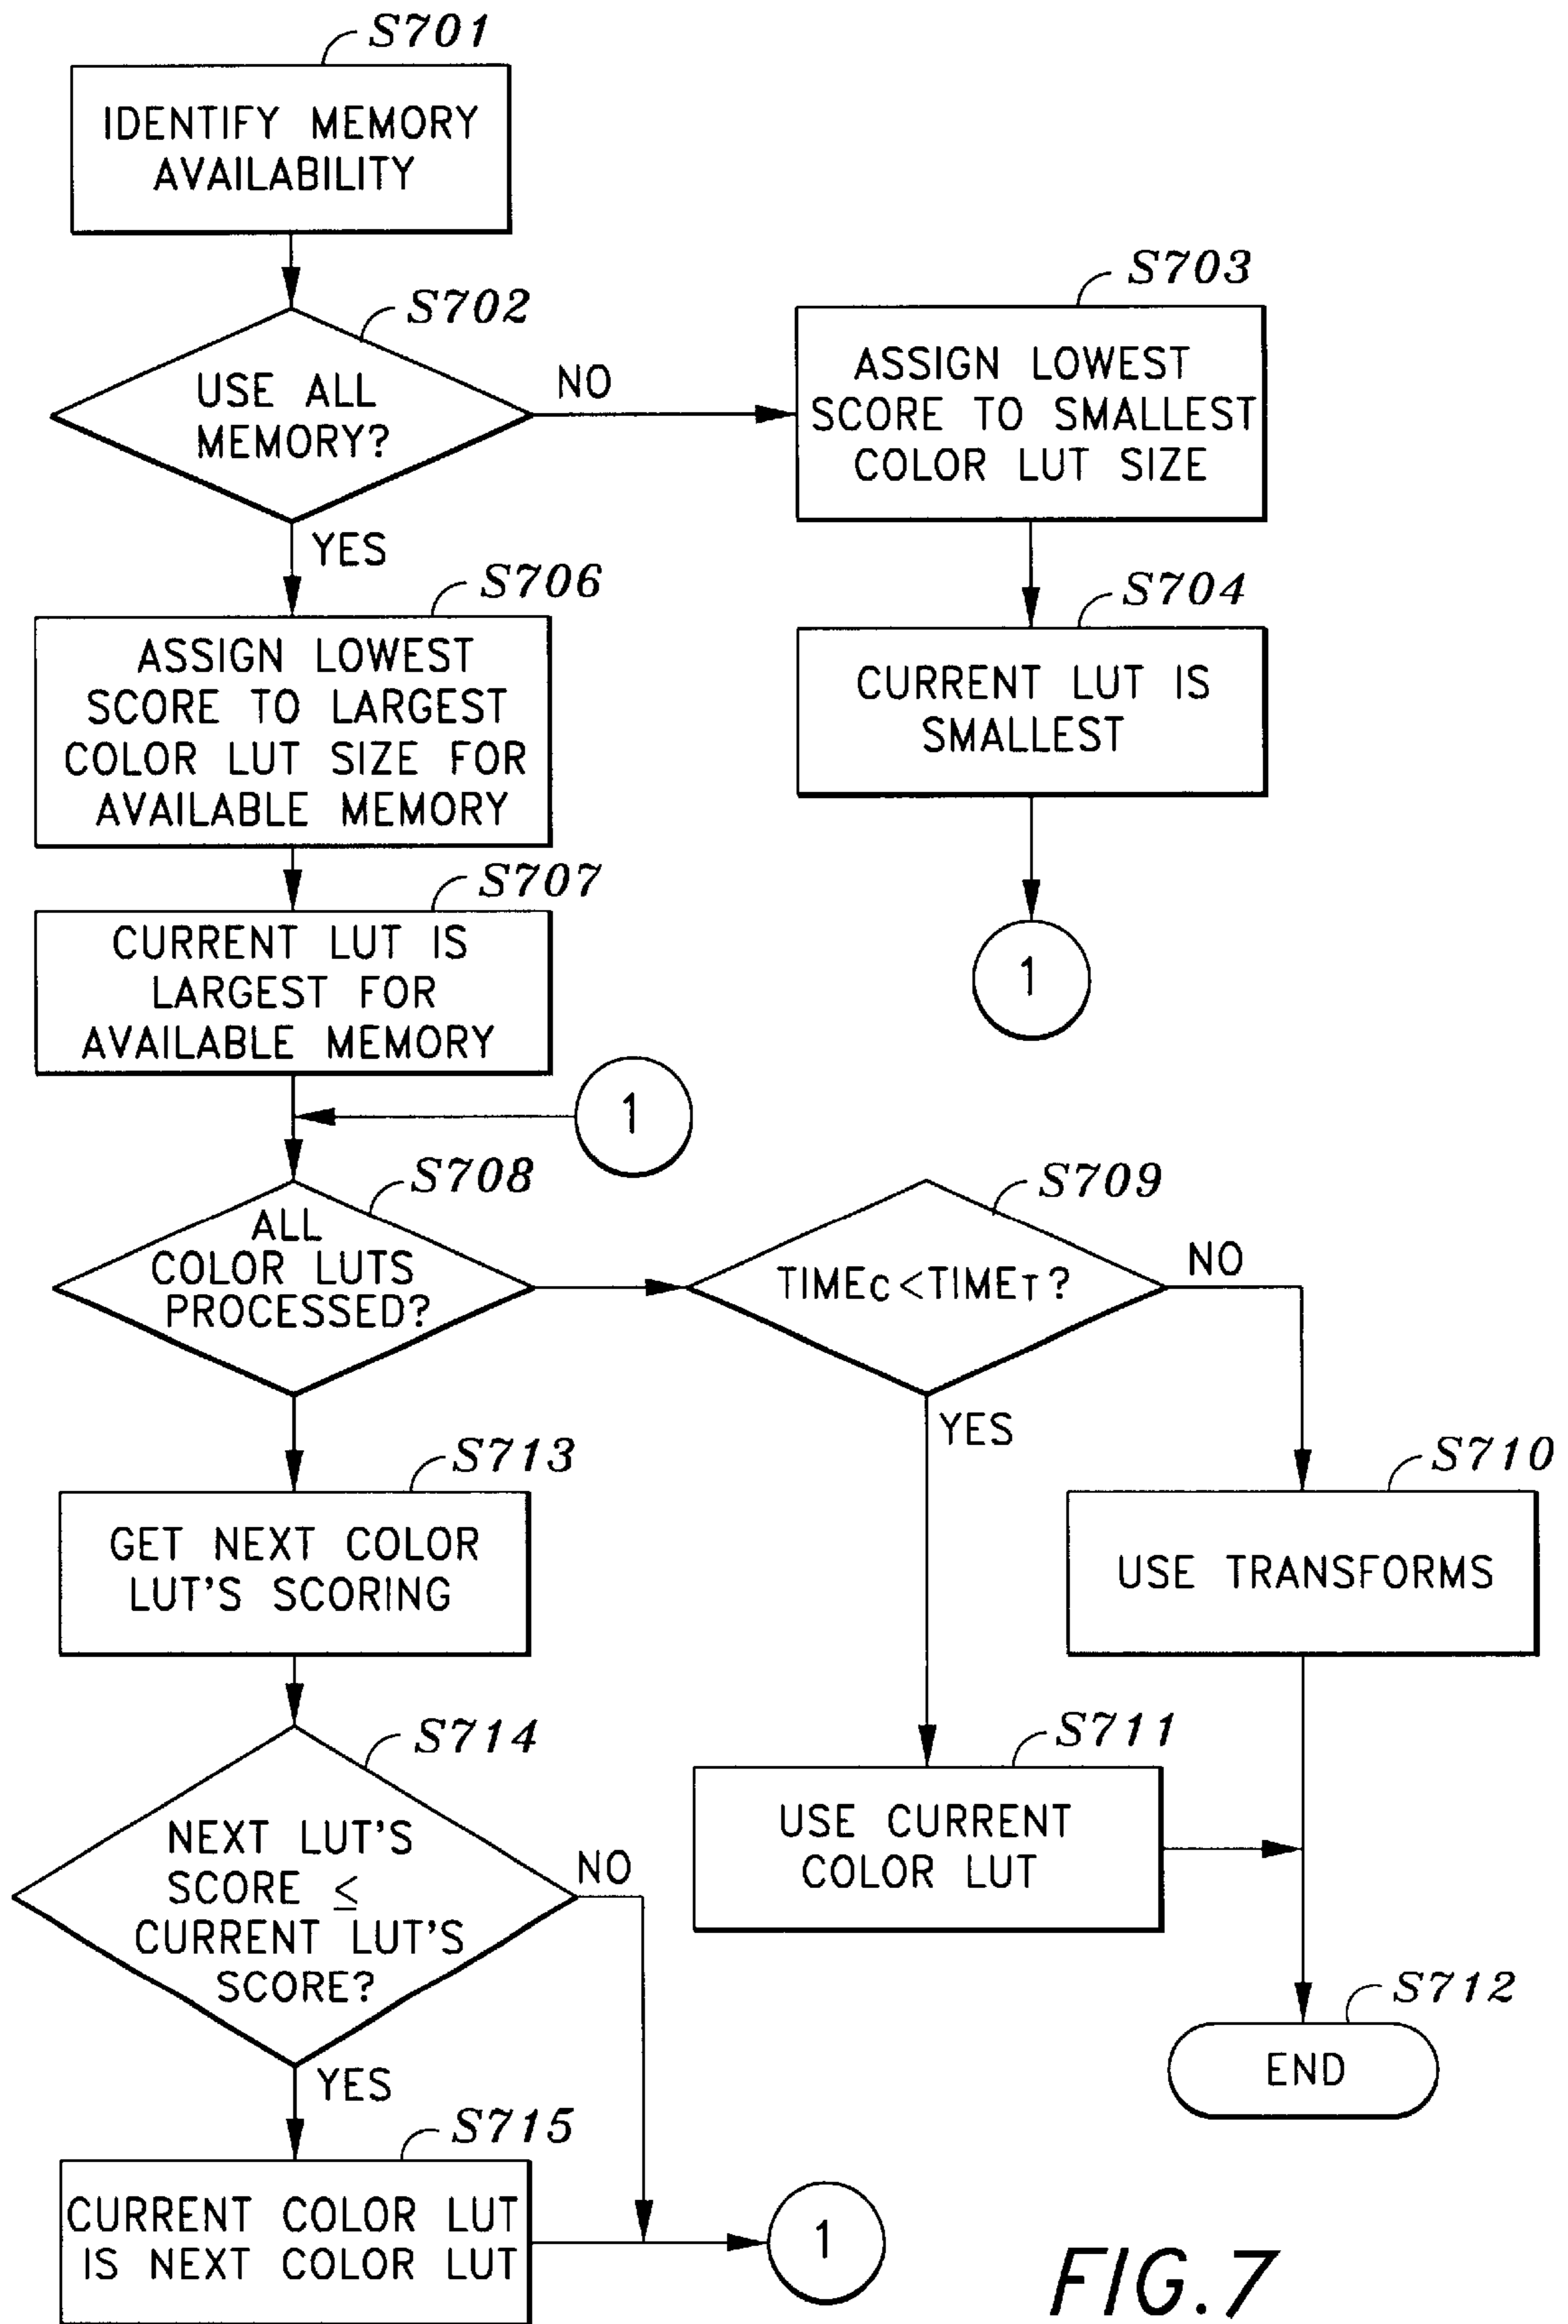 S701
IDENTIFY MEMORY
AVAILABILITY
S702
USE ALL
MEMORY?
NO
YES
S703
ASSIGN LOWEST
SCORE TO SMALLEST
COLOR LUT SIZE
S704
CURRENT LUT IS
SMALLEST
1
S706
ASSIGN LOWEST
SCORE TO LARGEST
COLOR LUT SIZE FOR
AVAILABLE MEMORY
S707
CURRENT LUT IS
LARGEST FOR
AVAILABLE MEMORY
1
S708
ALL
COLOR LUTS
PROCESSED?
S709
TIMEC<TIMET?
NO
YES
S710
USE TRANSFORMS
S711
USE CURRENT
COLOR LUT
S712
END
S713
GET NEXT COLOR
LUT'S SCORING
S714
NEXT LUT'S
SCORE ≤
CURRENT LUT'S
SCORE?
NO
YES
S715
CURRENT COLOR LUT
IS NEXT COLOR LUT
1
FIG.7